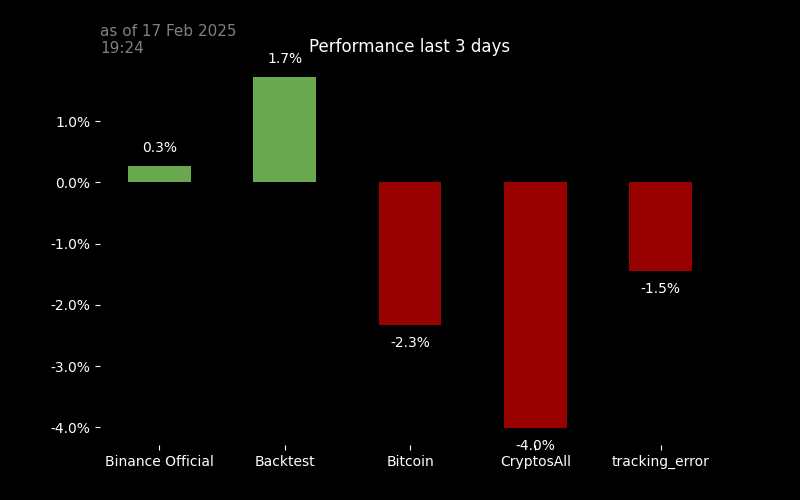 as of 17 Feb 2025
19:24
Performance last 3 days
1.7%
1.0%
0.3%
0.0%
-1.0%
-1.5%
-2.0%
-2.3%
-3.0%
-4.0%
-4.0%
Binance Official
Backtest
Bitcoin
CryptosAll
tracking_error